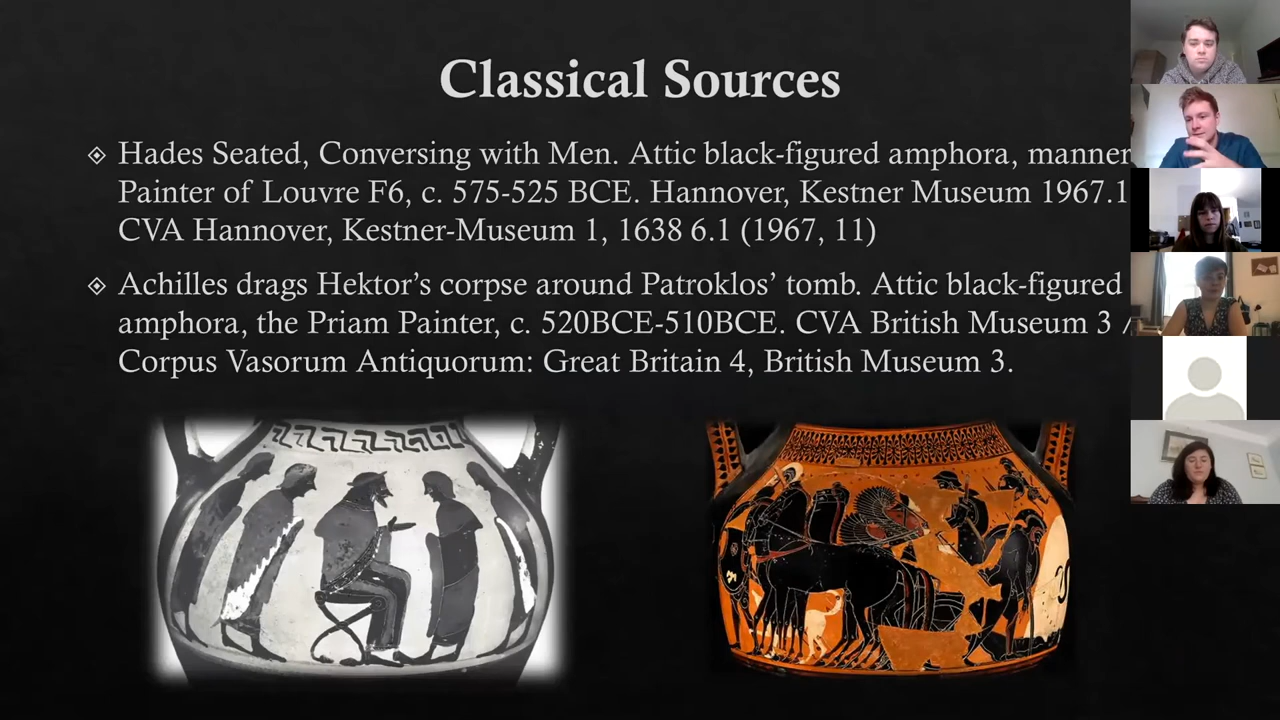 Classical Sources
Hades Seated, Conversing with Men. Attic black-figured amphora, manner
Painter of Louvre F6, c. 575-525 BCE. Hannover, Kestner Museum 1967.1
CVA Hannover, Kestner-Museum 1, 1638 6.1 (1967, 11)
Achilles drags Hektor’s corpse around Patroklos’ tomb. Attic black-figured
amphora, the Priam Painter, c. 520BCE-510BCE. CVA British Museum 3 /
Corpus Vasorum Antiquorum: Great Britain 4, British Museum 3.